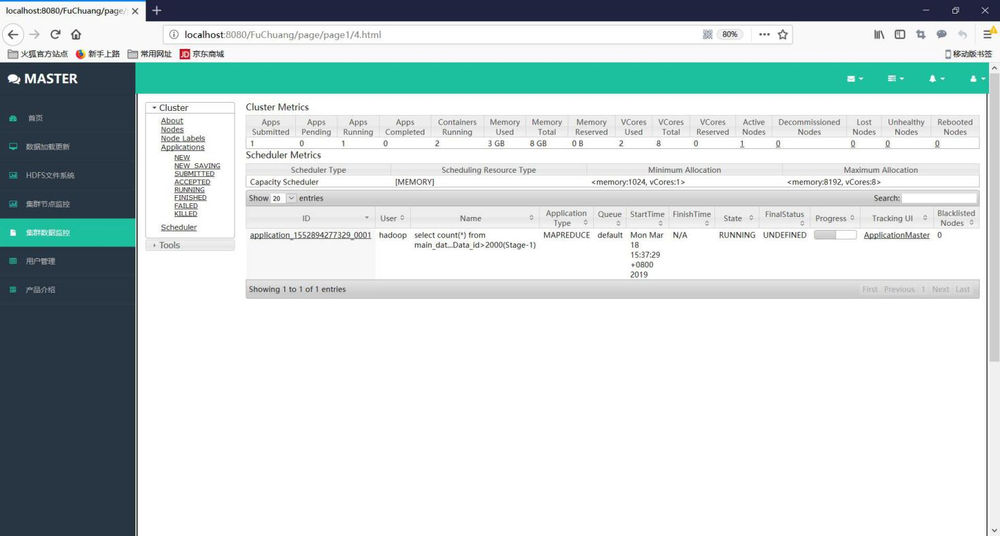 localhost:8080/FuChuang/page/
localhost:8080/FuChuang/page/page1/4.html
80%
火狐官方站点 新手上路 常用网址 JD 京东商城
移动版书签
MASTER
首页
数据加载更新
HDFS文件系统
集群节点监控
集群数据监控
用户管理
产品介绍
Cluster
About
Nodes
Node Labels
Applications
NEW
NEW_SAVING
SUBMITTED
ACCEPTED
RUNNING
FINISHED
FAILED
KILLED
Scheduler
Tools
Cluster Metrics
Apps Submitted Apps Pending Apps Running Apps Completed Containers Running Memory Used Memory Total Memory Reserved VCores Used VCores Total VCores Reserved Active Nodes Decommissioned Nodes Lost Nodes Unhealthy Nodes Rebooted Nodes
1 0 1 0 2 3 GB 8 GB 0 B 2 8 0 1 0 0 0 0
Scheduler Metrics
Scheduler Type Scheduling Resource Type Minimum Allocation Maximum Allocation
Capacity Scheduler [MEMORY] <memory:1024, vCores:1> <memory:8192, vCores:8>
Show 20 entries Search:
ID User Name Application Type Queue StartTime FinishTime State FinalStatus Progress Tracking UI Blacklisted Nodes
application_1552894277329_0001 hadoop select count(*) from MAPREDUCE default Mon Mar N/A RUNNING UNDEFINED ApplicationMaster 0
main_dat...Data_id>2000(Stage-1) 18
15:37:29
+0800
2019
Showing 1 to 1 of 1 entries First Previous 1 Next Last